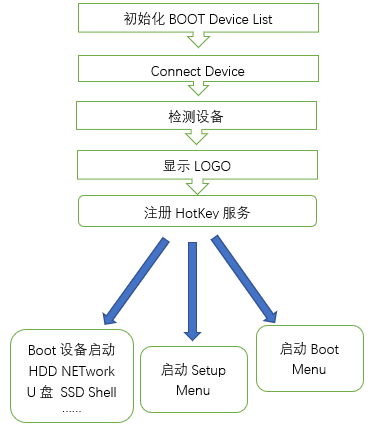 初始化 BOOT Device List
Connect Device
检测设备
显示 LOGO
注册 HotKey 服务
Boot 设备启动
HDD NETwork
U 盘 SSD Shell
......
启动 Setup
Menu
启动 Boot
Menu